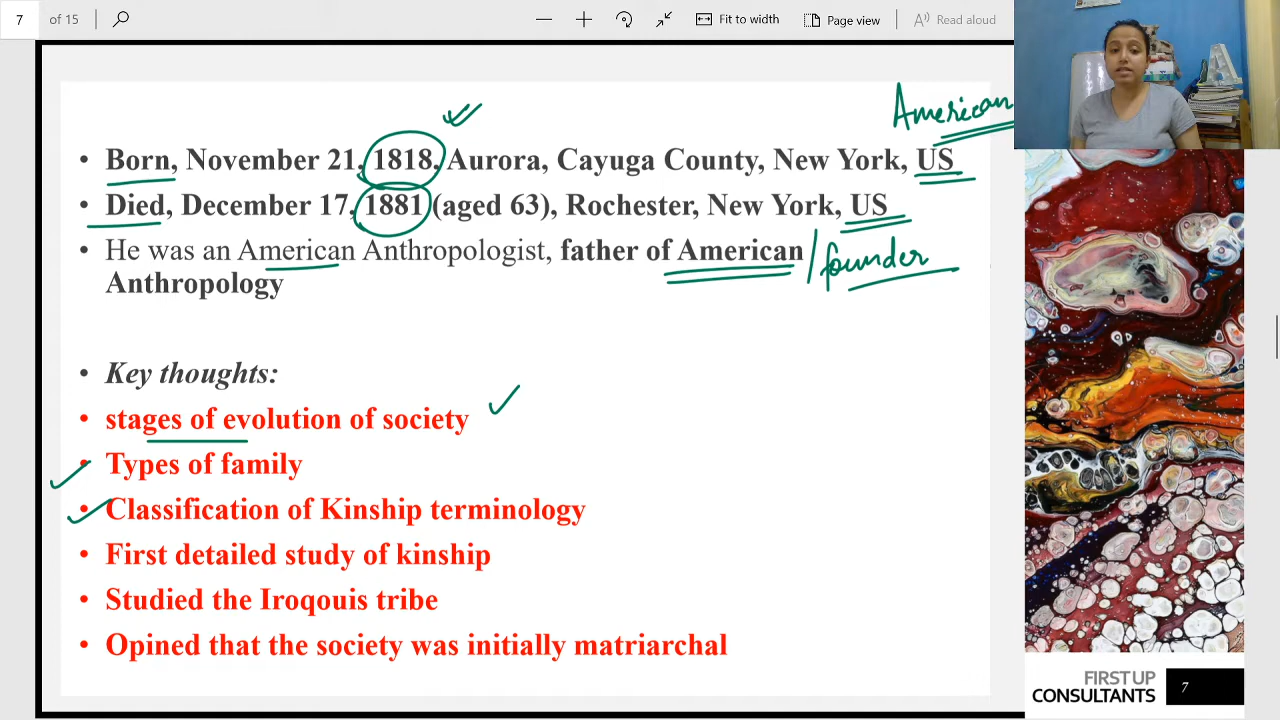 7 of 15
Fit to width
Page view
Read aloud
American
• Born, November 21, 1818, Aurora, Cayuga County, New York, US
• Died, December 17, 1881 (aged 63), Rochester, New York, US
• He was an American Anthropologist, father of American / founder
Anthropology
• Key thoughts:
• stages of evolution of society
• Types of family
• Classification of Kinship terminology
• First detailed study of kinship
• Studied the Iroqouis tribe
• Opined that the society was initially matriarchal
FIRST UP
CONSULTANTS
7